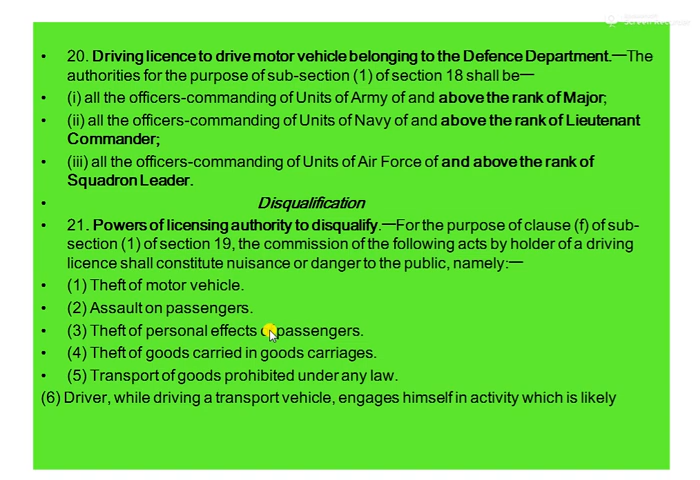 20. Driving licence to drive motor vehicle belonging to the Defence Department.—The
authorities for the purpose of sub-section (1) of section 18 shall be—
(i) all the officers-commanding of Units of Army of and above the rank of Major;
(ii) all the officers-commanding of Units of Navy of and above the rank of Lieutenant
Commander;
(iii) all the officers-commanding of Units of Air Force of and above the rank of
Squadron Leader.
Disqualification
21. Powers of licensing authority to disqualify.—For the purpose of clause (f) of sub-
section (1) of section 19, the commission of the following acts by holder of a driving
licence shall constitute nuisance or danger to the public, namely:—
(1) Theft of motor vehicle.
(2) Assault on passengers.
(3) Theft of personal effects passengers.
(4) Theft of goods carried in goods carriages.
(5) Transport of goods prohibited under any law.
(6) Driver, while driving a transport vehicle, engages himself in activity which is likely